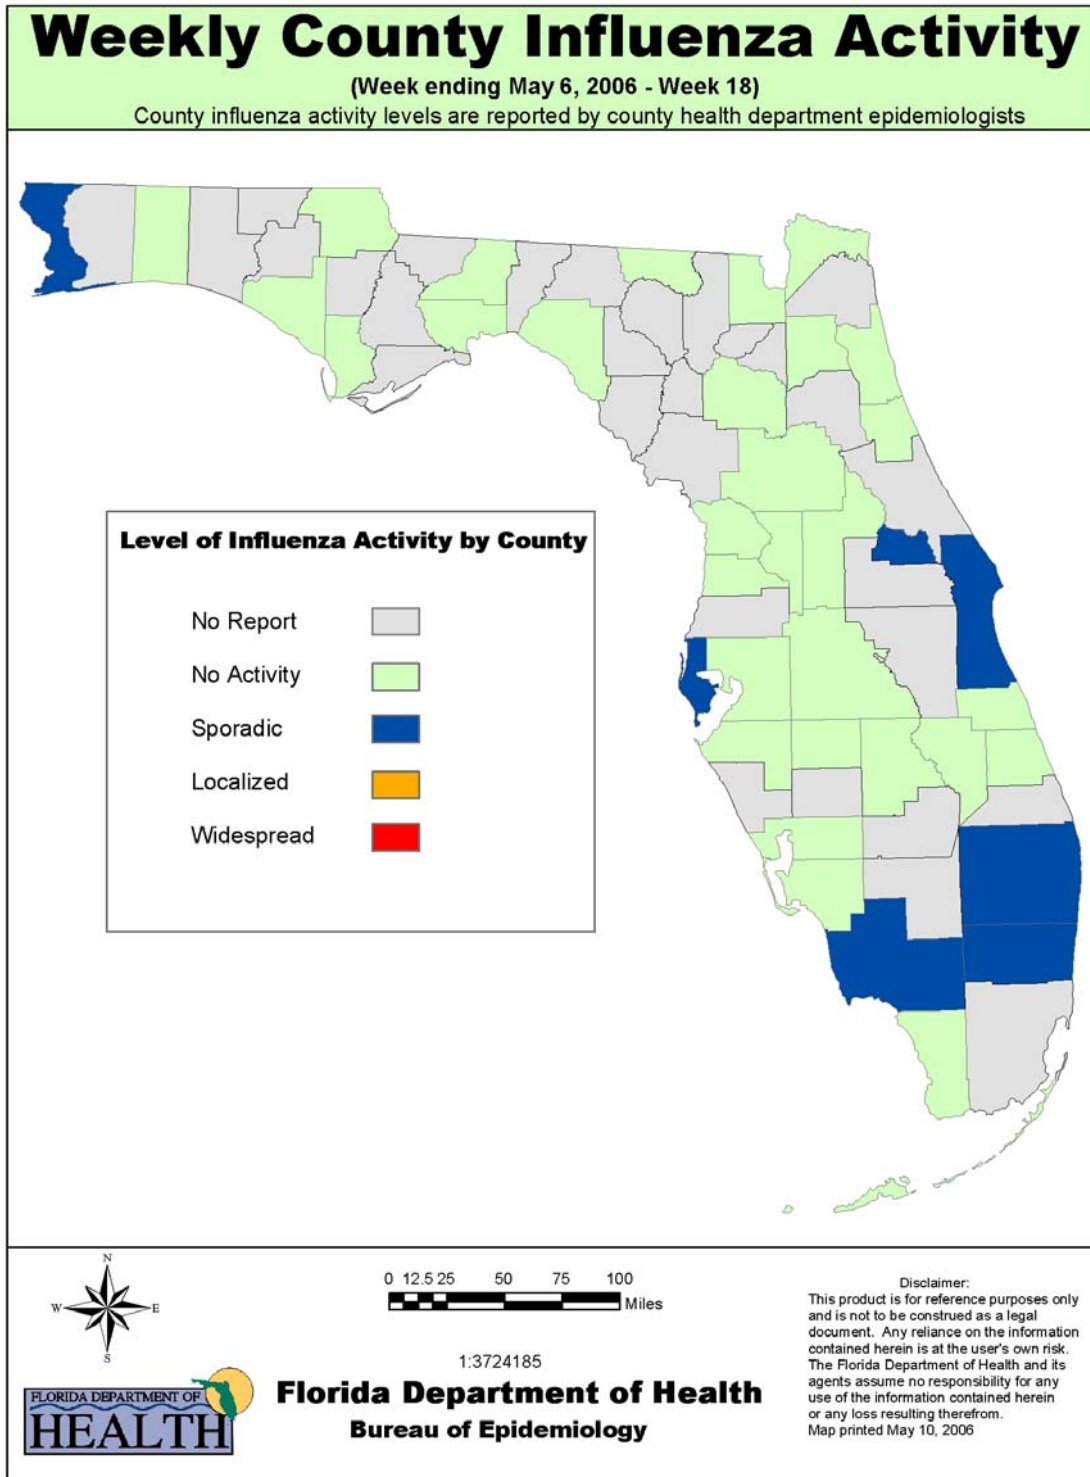 Weekly County Influenza Activity
(Week ending May 6, 2006 - Week 18)
County influenza activity levels are reported by county health department epidemiologists
Level of Influenza Activity by County
No Report
No Activity
Sporadic
Localized
Widespread
N
W
E
S
0 12.5 25 50 75 100
Miles
1:3724185
FLORIDA DEPARTMENT OF
HEALTH
Florida Department of Health
Bureau of Epidemiology
Disclaimer:
This product is for reference purposes only
and is not to be construed as a legal
document. Any reliance on the information
contained herein is at the user's own risk.
The Florida Department of Health and its
agents assume no responsibility for any
use of the information contained herein
or any loss resulting therefrom.
Map printed May 10, 2006